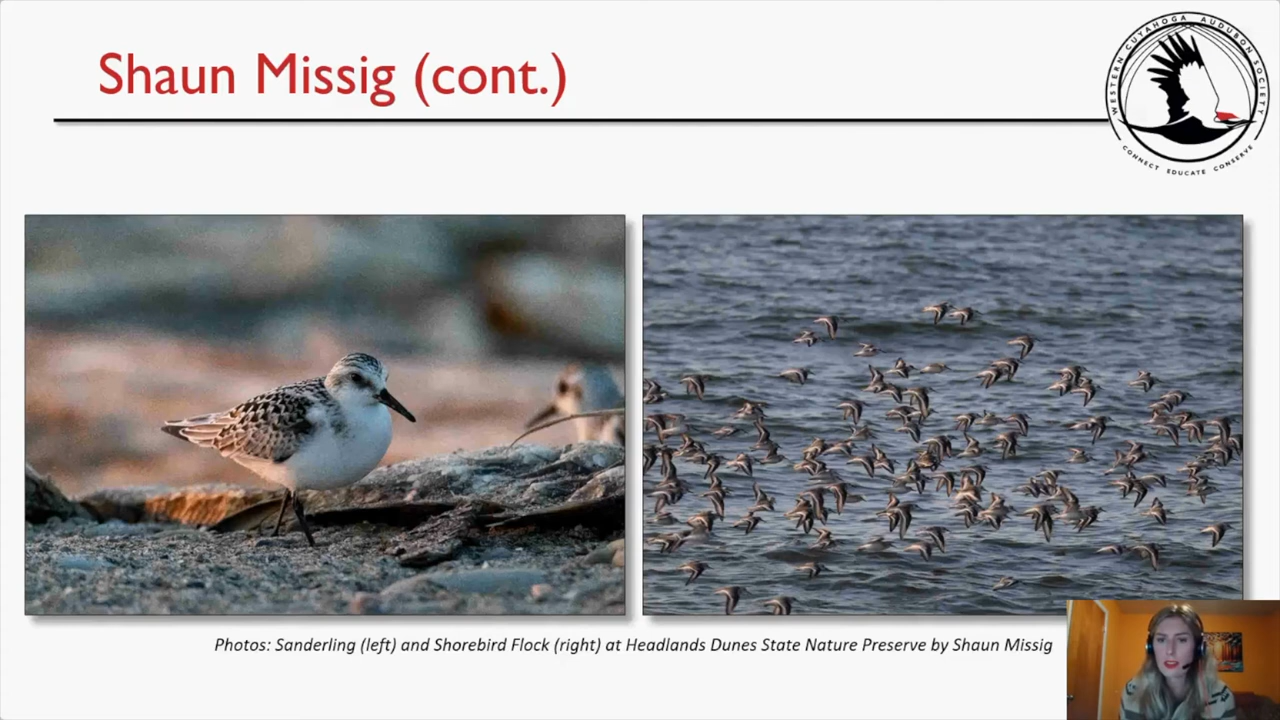 Shaun Missig (cont.)
WESTERN CUYAHOGA AUDUBON SOCIETY
CONNECT EDUCATE CONSERVE
Photos: Sanderling (left) and Shorebird Flock (right) at Headlands Dunes State Nature Preserve by Shaun Missig